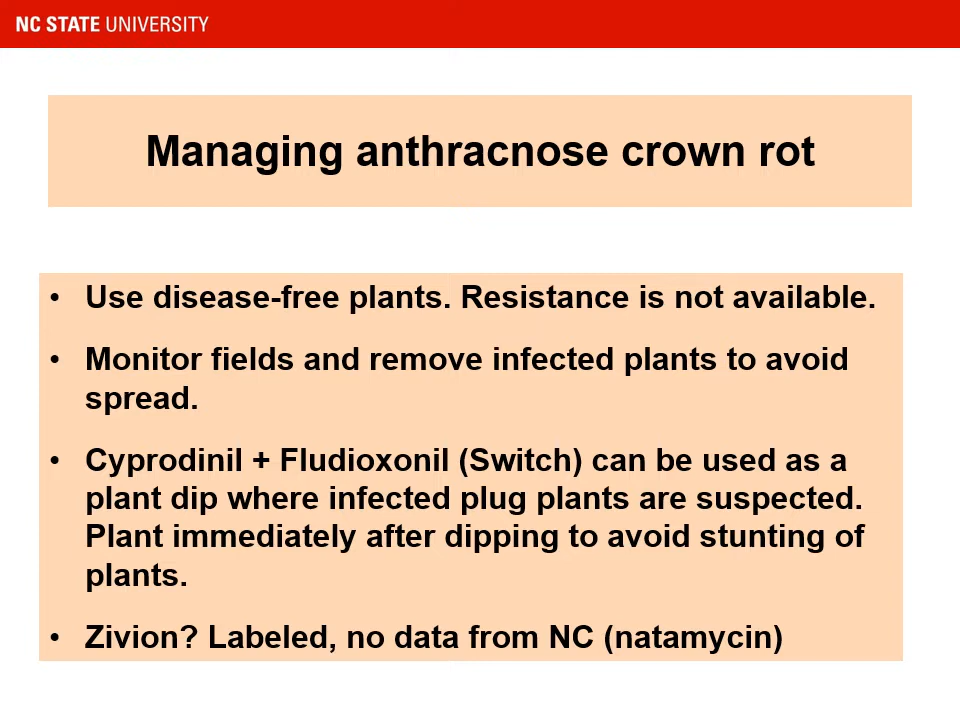 NC STATE UNIVERSITY
Managing anthracnose crown rot
• Use disease-free plants. Resistance is not available.
• Monitor fields and remove infected plants to avoid
spread.
• Cyprodinil + Fludioxonil (Switch) can be used as a
plant dip where infected plug plants are suspected.
Plant immediately after dipping to avoid stunting of
plants.
• Zivion? Labeled, no data from NC (natamycin)